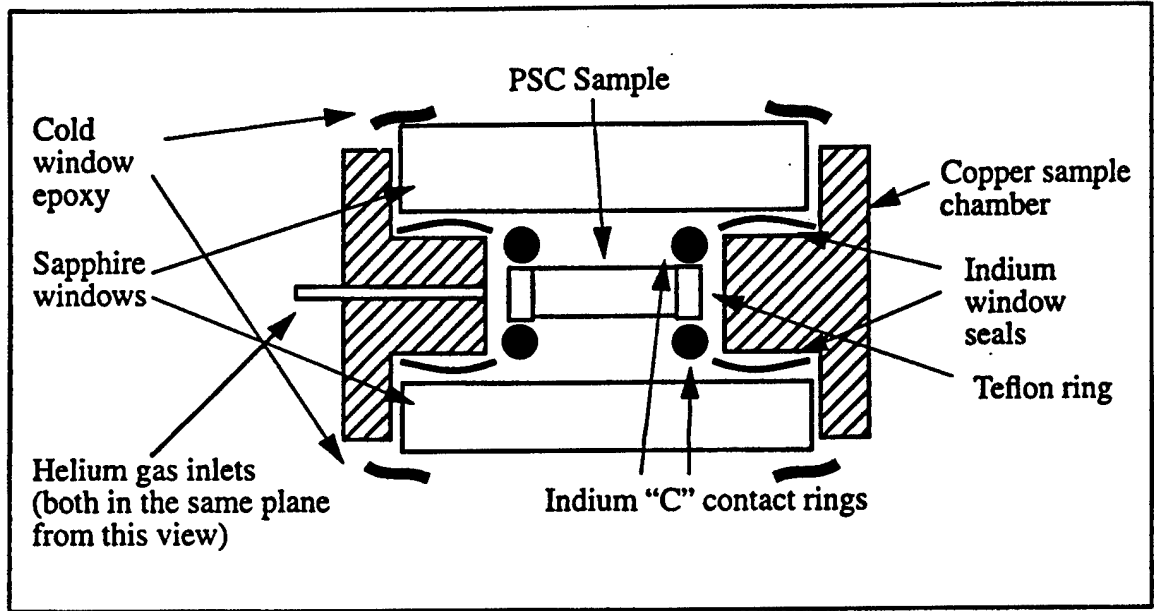 PSC Sample
Cold
window
epoxy
Copper sample
chamber
Sapphire
windows
Indium
window
seals
Teflon ring
Helium gas inlets
(both in the same plane
from this view)
Indium “C” contact rings